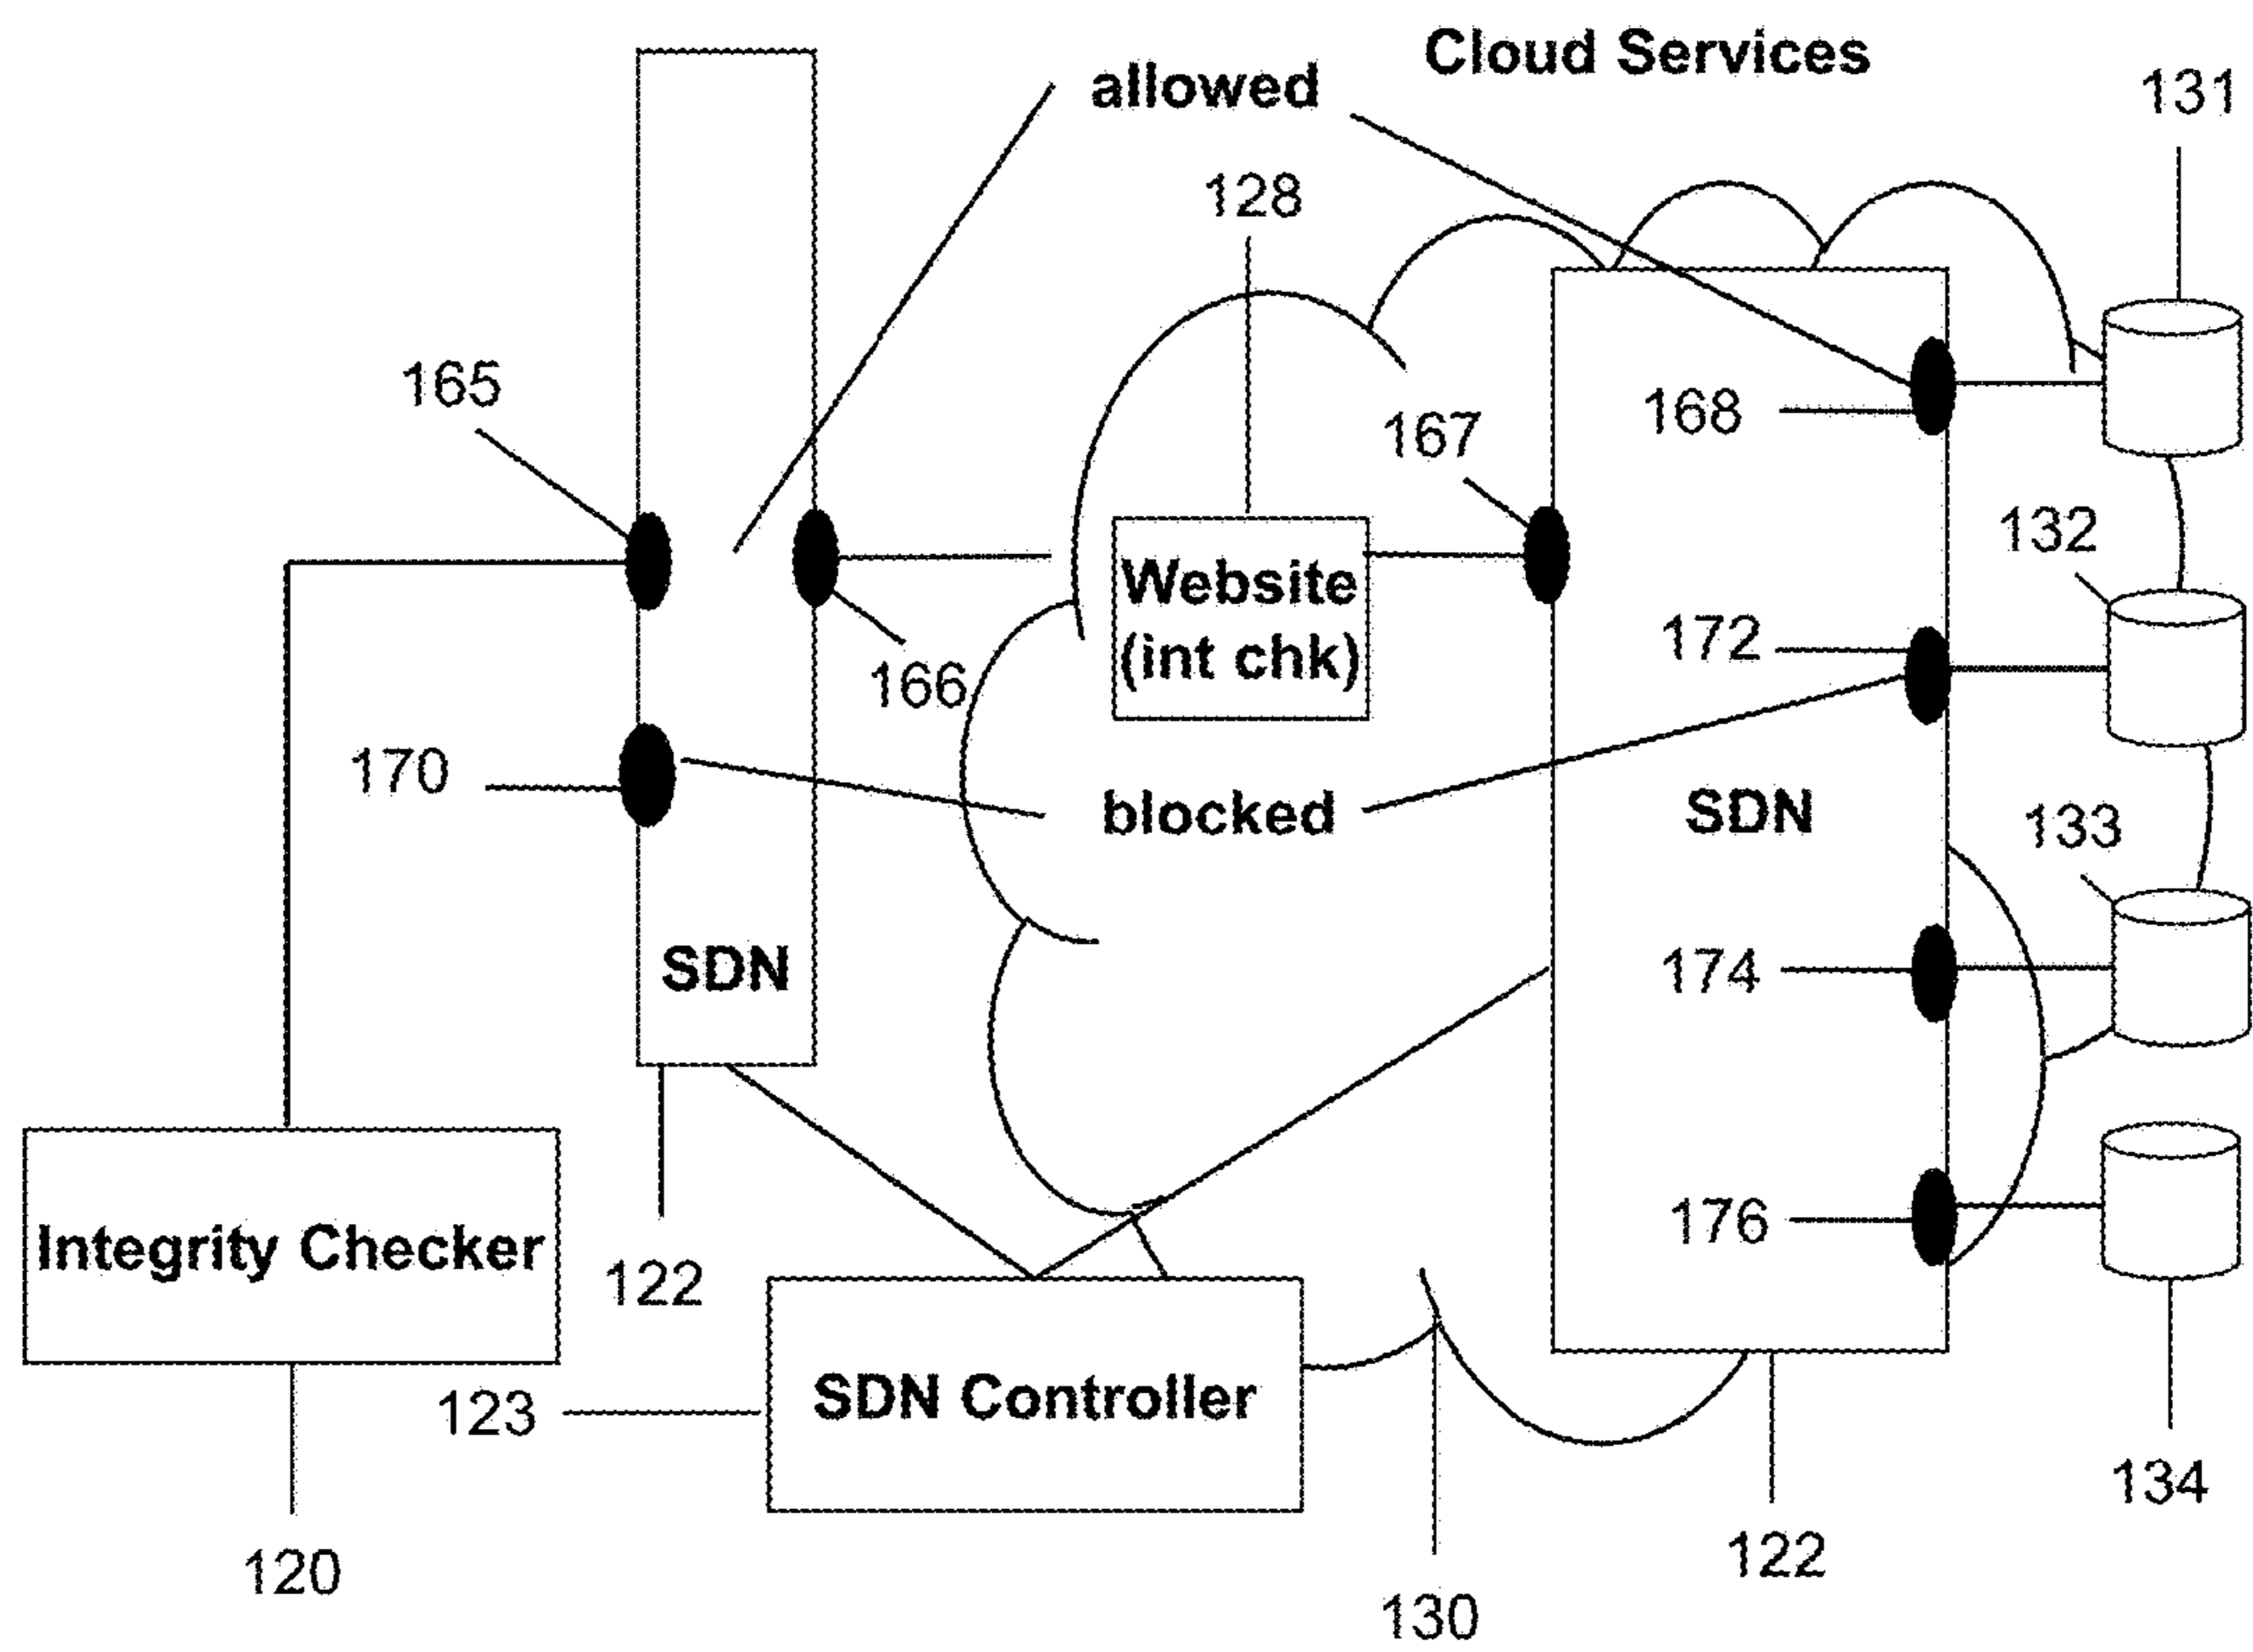 Cloud Services
allowed
131
128
165
167
168
132
Website
(int chk)
172
166
170
blocked
SDN
133
SDN
174
176
Integrity Checker
122
SDN Controller
123
134
120
122
130